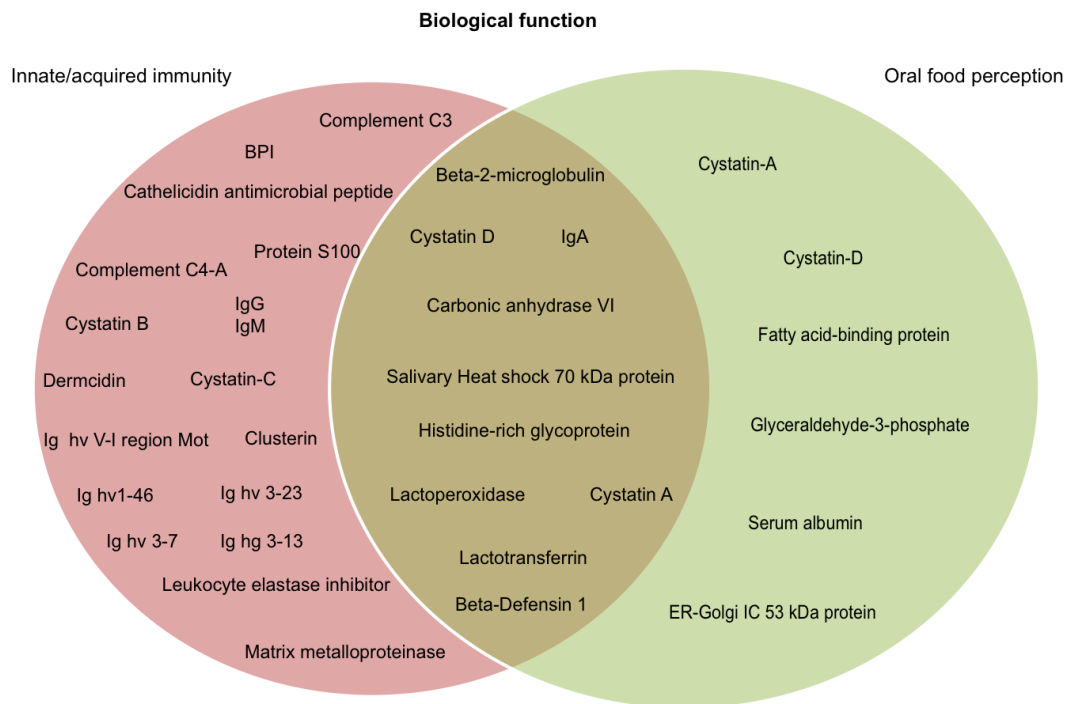 Biological function
Innate/acquired immunity
Oral food perception
Complement C3
BPI
Cathelicidin antimicrobial peptide
Protein S100
Complement C4-A
IgG
IgM
Cystatin B
Dermcidin
Cystatin-C
Ig hv V-I region Mot
Clusterin
Ig hv1-46
Ig hv 3-23
Ig hv 3-7
Ig hg 3-13
Leukocyte elastase inhibitor
Matrix metalloproteinase
Beta-2-microglobulin
Cystatin D
IgA
Carbonic anhydrase VI
Salivary Heat shock 70 kDa protein
Histidine-rich glycoprotein
Lactoperoxidase
Cystatin A
Lactotransferrin
Beta-Defensin 1
Cystatin-A
Cystatin-D
Fatty acid-binding protein
Glyceraldehyde-3-phosphate
Serum albumin
ER-Golgi IC 53 kDa protein